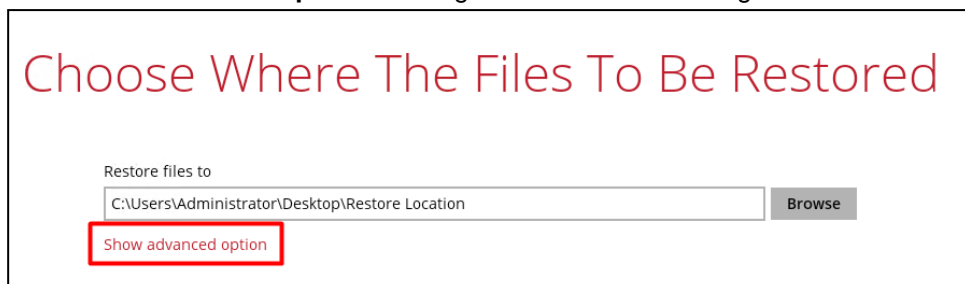 Choose Where The Files To Be Restored
Restore files to
C:\Users\Administrator\Desktop\Restore Location
Browse
Show advanced option